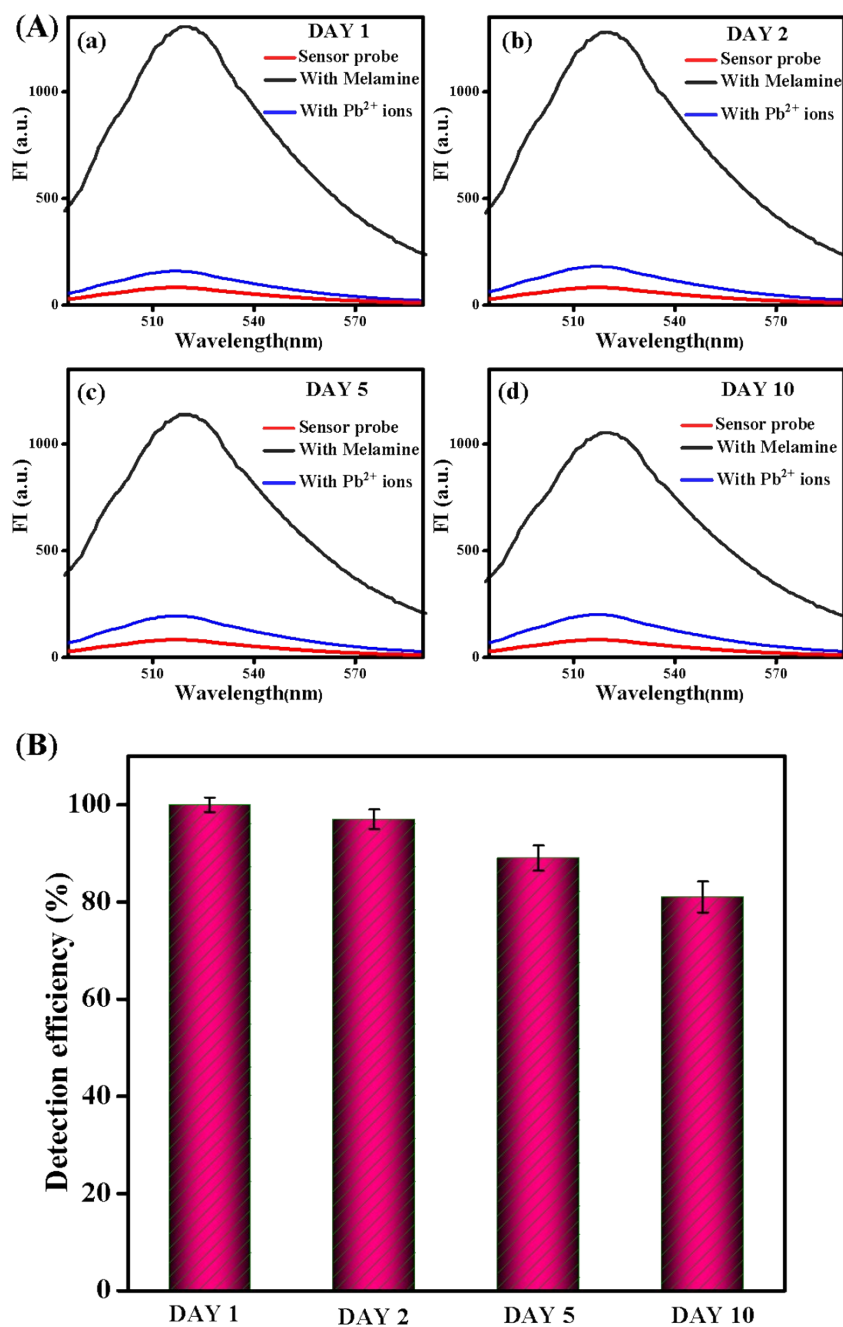 (A)
(a)
DAY 1
Sensor probe
With Melamine
With Pb²⁺ ions
1000
500
0
FI (a.u.)
510 540 570
Wavelength(nm)
(b)
DAY 2
Sensor probe
With Melamine
With Pb²⁺ ions
1000
500
0
FI (a.u.)
510 540 570
Wavelength(nm)
(c)
DAY 5
Sensor probe
With Melamine
With Pb²⁺ ions
1000
500
0
FI (a.u.)
510 540 570
Wavelength(nm)
(d)
DAY 10
Sensor probe
With Melamine
With Pb²⁺ ions
1000
500
0
FI (a.u.)
510 540 570
Wavelength(nm)
(B)
100
80
60
40
20
0
Detection efficiency (%)
DAY 1 DAY 2 DAY 5 DAY 10